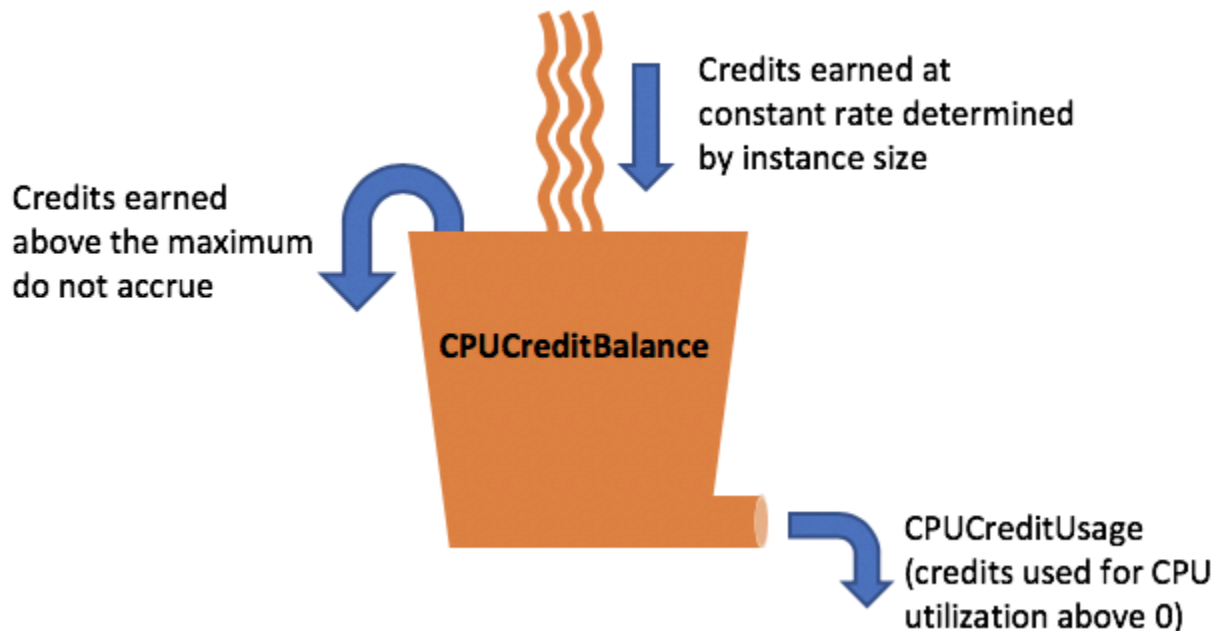 Credits earned at
constant rate determined
by instance size
Credits earned
above the maximum
do not accrue
CPUCreditBalance
CPUCreditUsage
(credits used for CPU
utilization above 0)